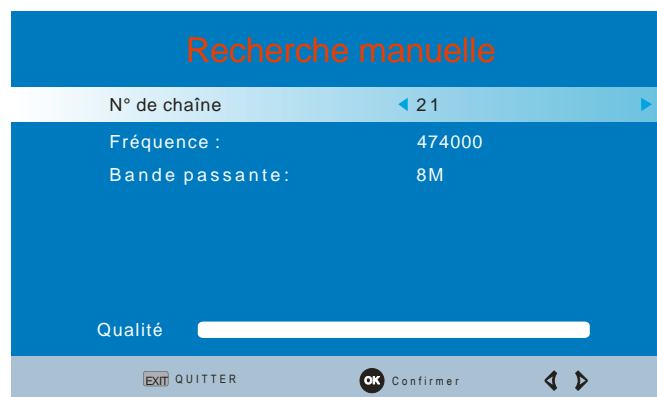 Recherche manuelle
N° de chaîne 21
Fréquence : 474000
Bande passante: 8M
Qualité
EXIT QUITTER OK Confirmer